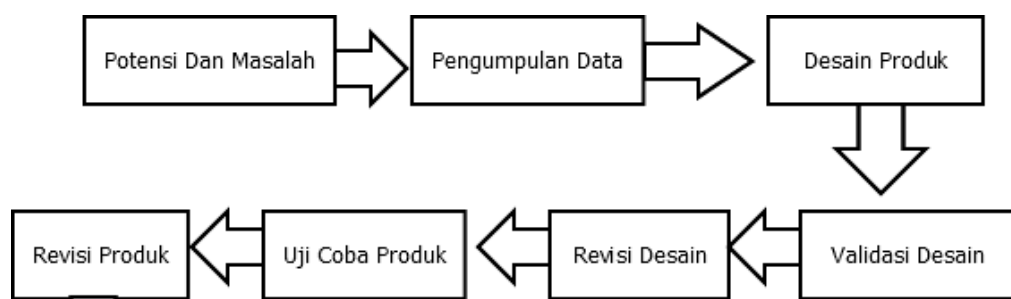 Potensi Dan Masalah
Pengumpulan Data
Desain Produk
Validasi Desain
Revisi Desain
Uji Coba Produk
Revisi Produk